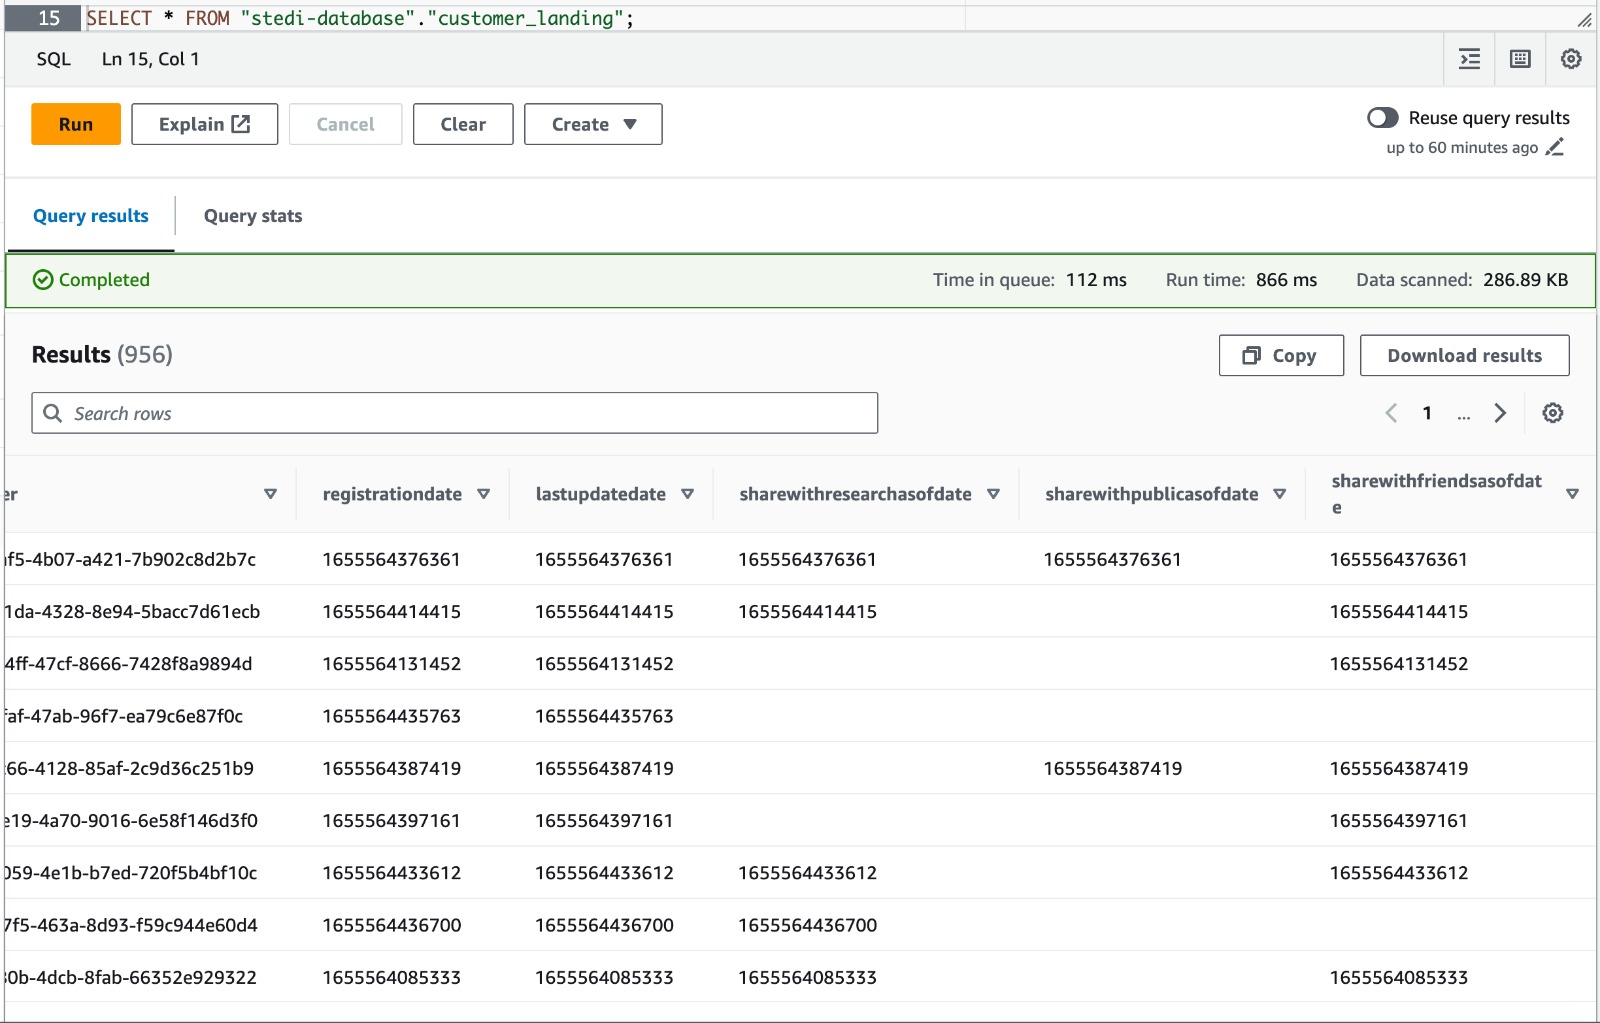 15 SELECT * FROM "stedi-database"."customer_landing";
SQL Ln 15, Col 1
Run Explain Cancel Clear Create Reuse query results
up to 60 minutes ago
Query results Query stats
Completed Time in queue: 112 ms Run time: 866 ms Data scanned: 286.89 KB
Results (956) Copy Download results
Search rows 1 ...
er registrationdate lastupdatedate sharewithresearchasofdate sharewithpublicasofdate sharewithfriendsasofdat
e
f5-4b07-a421-7b902c8d2b7c 1655564376361 1655564376361 1655564376361 1655564376361 1655564376361
1da-4328-8e94-5bacc7d61ecb 1655564414415 1655564414415 1655564414415 1655564414415
4ff-47cf-8666-7428f8a9894d 1655564131452 1655564131452 1655564131452
faf-47ab-96f7-ea79c6e87f0c 1655564435763 1655564435763
66-4128-85af-2c9d36c251b9 1655564387419 1655564387419 1655564387419 1655564387419
e19-4a70-9016-6e58f146d3f0 1655564397161 1655564397161 1655564397161
059-4e1b-b7ed-720f5b4bf10c 1655564433612 1655564433612 1655564433612 1655564433612
7f5-463a-8d93-f59c944e60d4 1655564436700 1655564436700 1655564436700
0b-4dcb-8fab-66352e929322 1655564085333 1655564085333 1655564085333 1655564085333